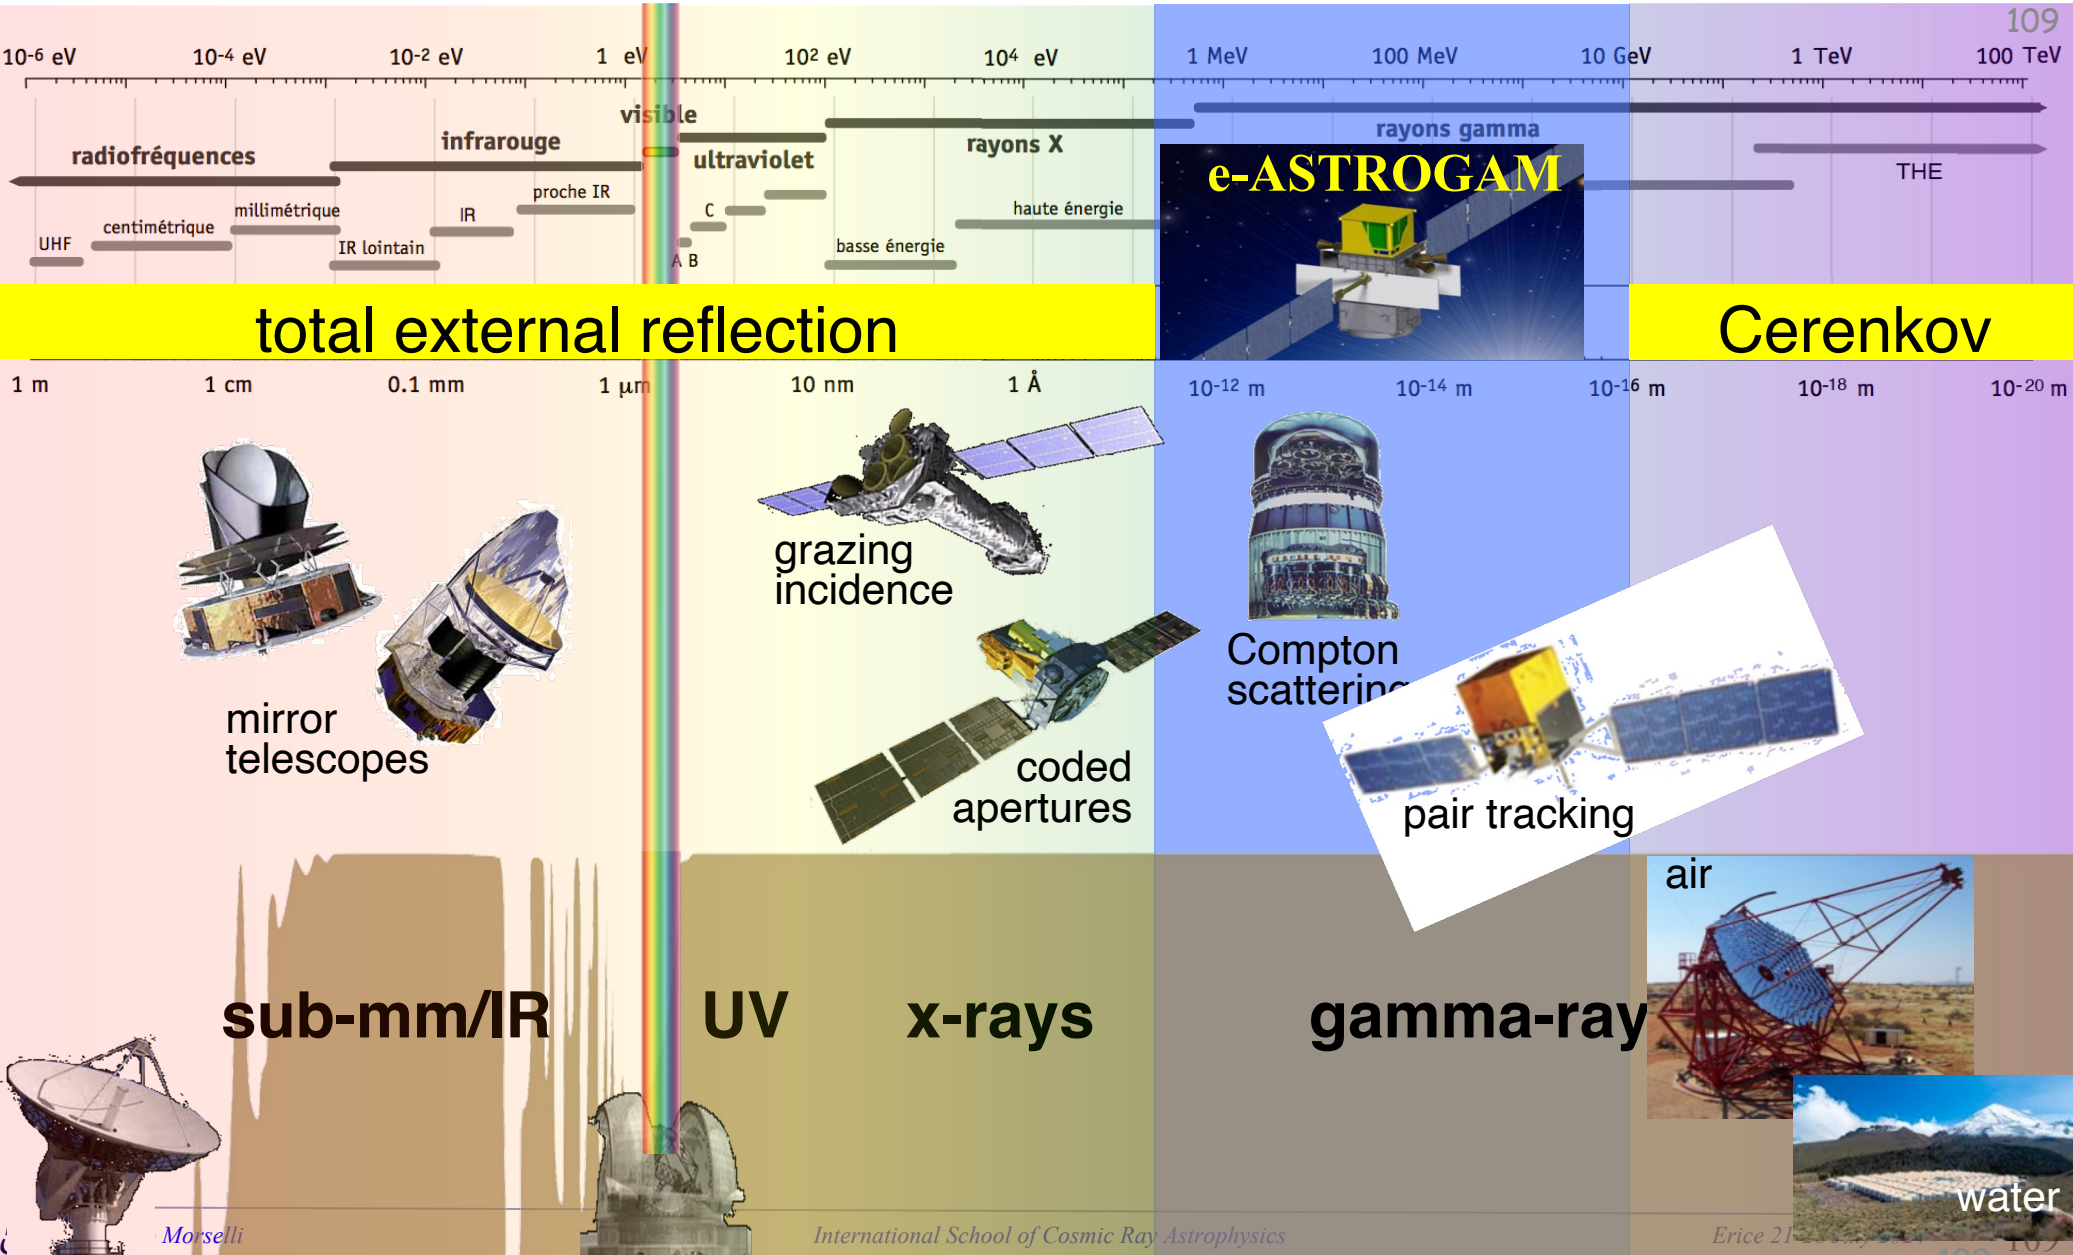 109
10-6 eV 10-4 eV 10-2 eV 1 eV 102 eV 104 eV 1 MeV 100 MeV 10 GeV 1 TeV 100 TeV
visible
radiofréquences infrarouge ultraviolet rayons X rayons gamma
e-ASTROGAM
THE
UHF centimétrique millimétrique IR lointain IR proche IR
A B C
basse énergie haute énergie
total external reflection
Cerenkov
1 m 1 cm 0.1 mm 1 µm 10 nm 1 Å 10-12 m 10-14 m 10-16 m 10-18 m 10-20 m
mirror
telescopes
grazing
incidence
coded
apertures
Compton
scattering
pair tracking
air
sub-mm/IR UV x-rays gamma-ray
water
Morselli International School of Cosmic Ray Astrophysics Erice 21
109